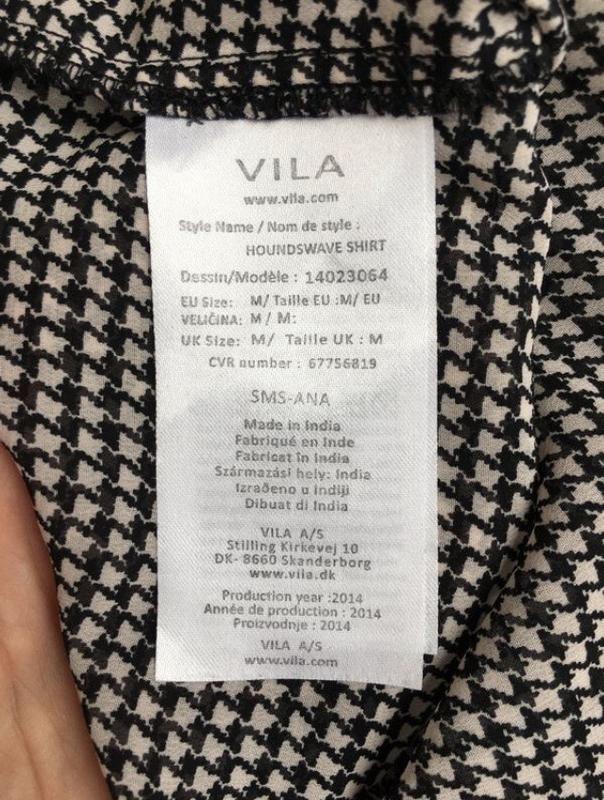 VILA
www.vila.com
Style Name / Nom de style :
HOUNDSWAVE SHIRT
Dessin/Modèle : 14023064
EU Size: M/ Taille EU :M/ EU
VELIČINA: M / M:
UK Size: M/ Taille UK : M
CVR number : 67756819
SMS-ANA
Made in India
Fabriqué en Inde
Fabricat în India
Származási hely: India
Izrađeno u Indiji
Dibuat di India
VILA A/S
Stilling Kirkevej 10
DK- 8660 Skanderborg
www.vila.dk
Production year :2014
Année de production : 2014
Proizvodnje : 2014
VILA A/S
www.vila.com